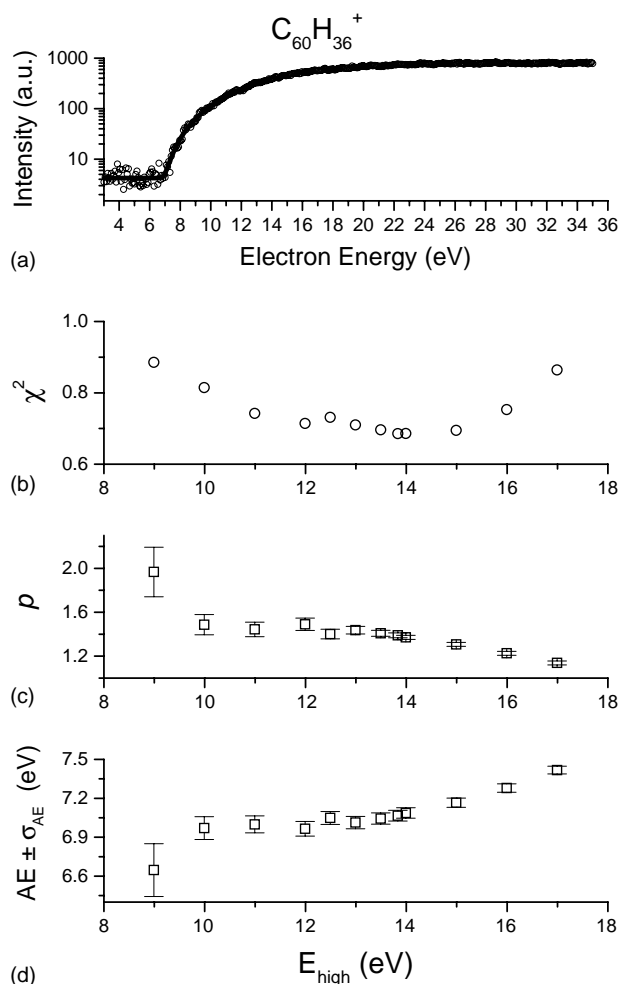 C₆₀H₃₆⁺
Intensity (a.u.)
1000
100
10
4 6 8 10 12 14 16 18 20 22 24 26 28 30 32 34 36
Electron Energy (eV)
(a)
χ²
1.0
0.8
0.6
8 10 12 14 16 18
(b)
p
2.0
1.6
1.2
8 10 12 14 16 18
(c)
AE ± σ_AE (eV)
7.5
7.2
6.9
6.6
8 10 12 14 16 18
E_high (eV)
(d)